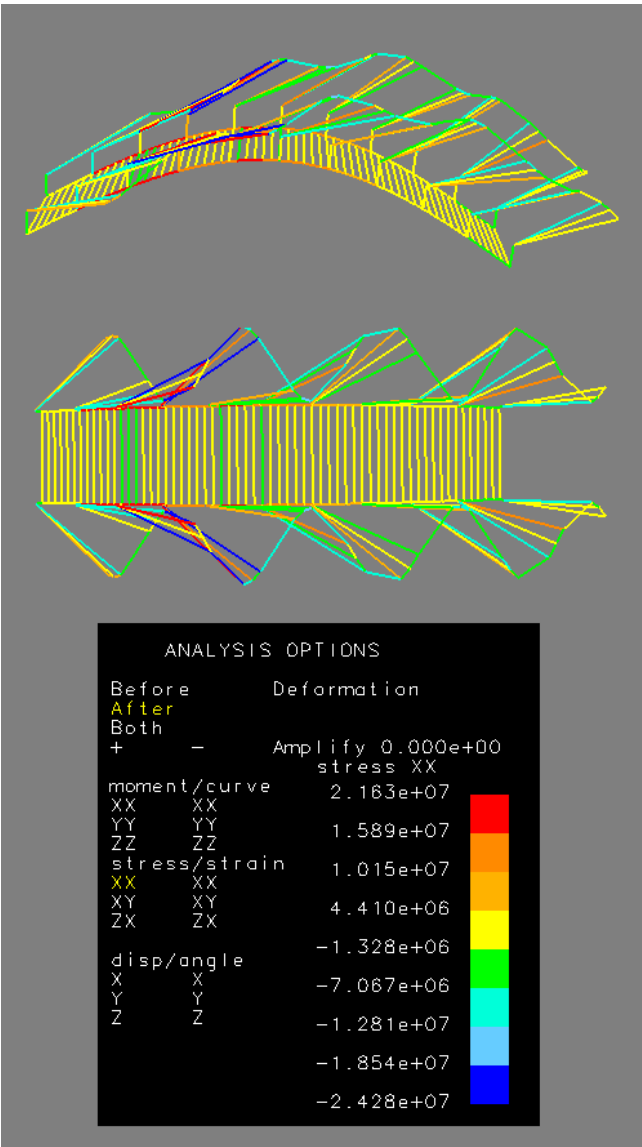 ANALYSIS OPTIONS
Before Deformation
After
Both
+ - Amplify 0.000e+00
stress XX
moment/curve 2.163e+07
XX XX
YY YY 1.589e+07
ZZ ZZ
stress/strain 1.015e+07
XX XX
XY XY 4.410e+06
ZX ZX
-1.328e+06
disp/angle
X X -7.067e+06
Y Y
Z Z -1.281e+07
-1.854e+07
-2.428e+07